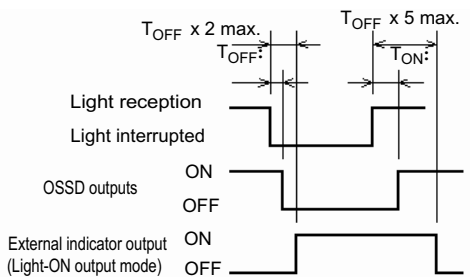 TOFF x 2 max.
TOFF x 5 max.
TOFF:
TON:
Light reception
Light interrupted
OSSD outputs
ON
OFF
External indicator output
(Light-ON output mode)
ON
OFF